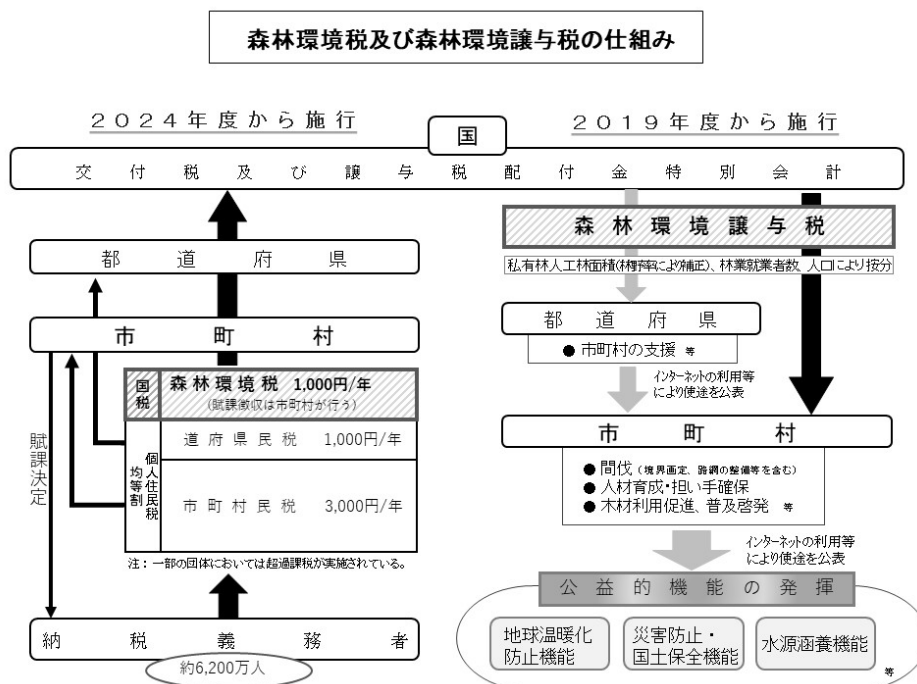 森林環境税及び森林環境譲与税の仕組み
2024年度から施行
国
2019年度から施行
交付税及び譲与税配付金特別会計
都道府県
市町村
賦課決定
国税
森林環境税 1,000円/年
(賦課徴収は市町村が行う)
個人住民税
均等割
道府県民税 1,000円/年
市町村民税 3,000円/年
注：一部の団体においては超過課税が実施されている。
納税義務者
約6,200万人
森林環境譲与税
私有林人工林面積(林野率により補正)、林業就業者数、人口により按分
都道府県
● 市町村の支援 等
インターネットの利用等
により使途を公表
市町村
● 間伐（境界画定、路網の整備等を含む）
● 人材育成・担い手確保
● 木材利用促進、普及啓発 等
インターネットの利用等
により使途を公表
公益的機能の発揮
地球温暖化
防止機能
災害防止・
国土保全機能
水源涵養機能
等